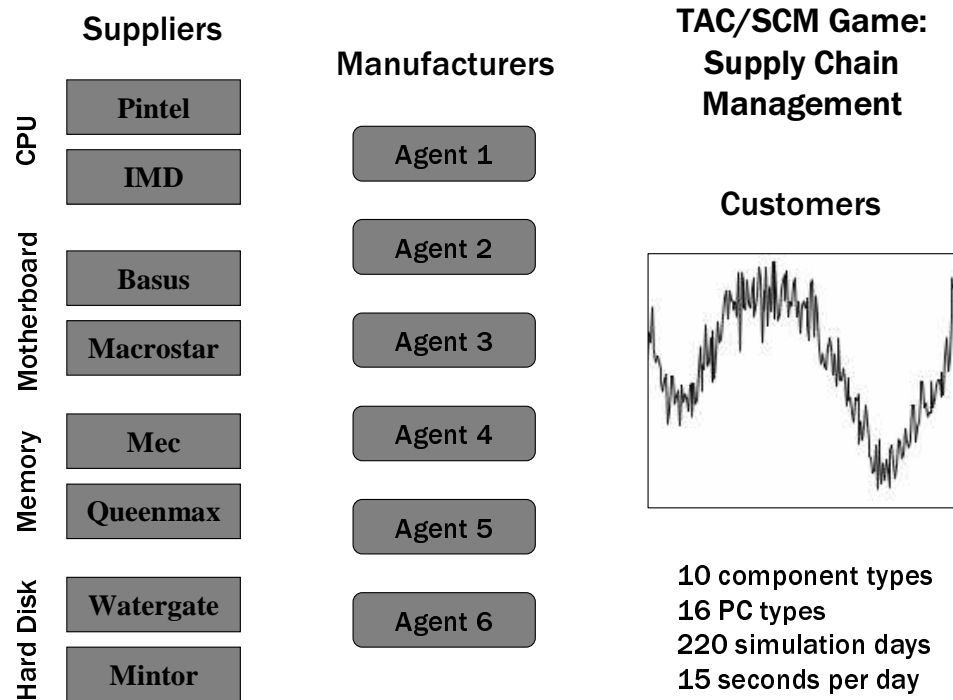 Suppliers
CPU
Pintel
IMD
Motherboard
Basus
Macrostar
Memory
Mec
Queenmax
Hard Disk
Watergate
Mintor
Manufacturers
Agent 1
Agent 2
Agent 3
Agent 4
Agent 5
Agent 6
TAC/SCM Game:
Supply Chain
Management
Customers
10 component types
16 PC types
220 simulation days
15 seconds per day